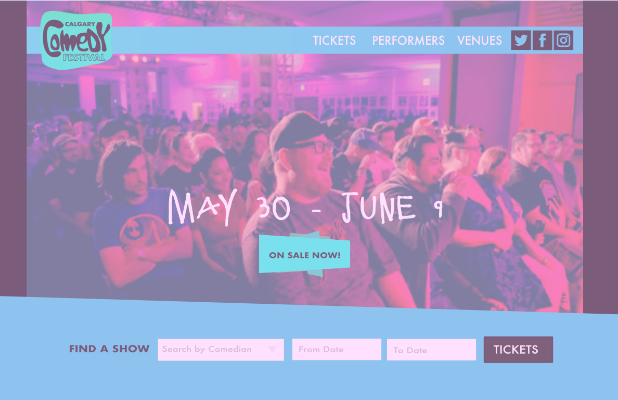 CALGARY
COMEDY
FESTIVAL
TICKETS PERFORMERS VENUES
MAY 30 - JUNE 9
ON SALE NOW!
FIND A SHOW Search by Comedian From Date To Date TICKETS